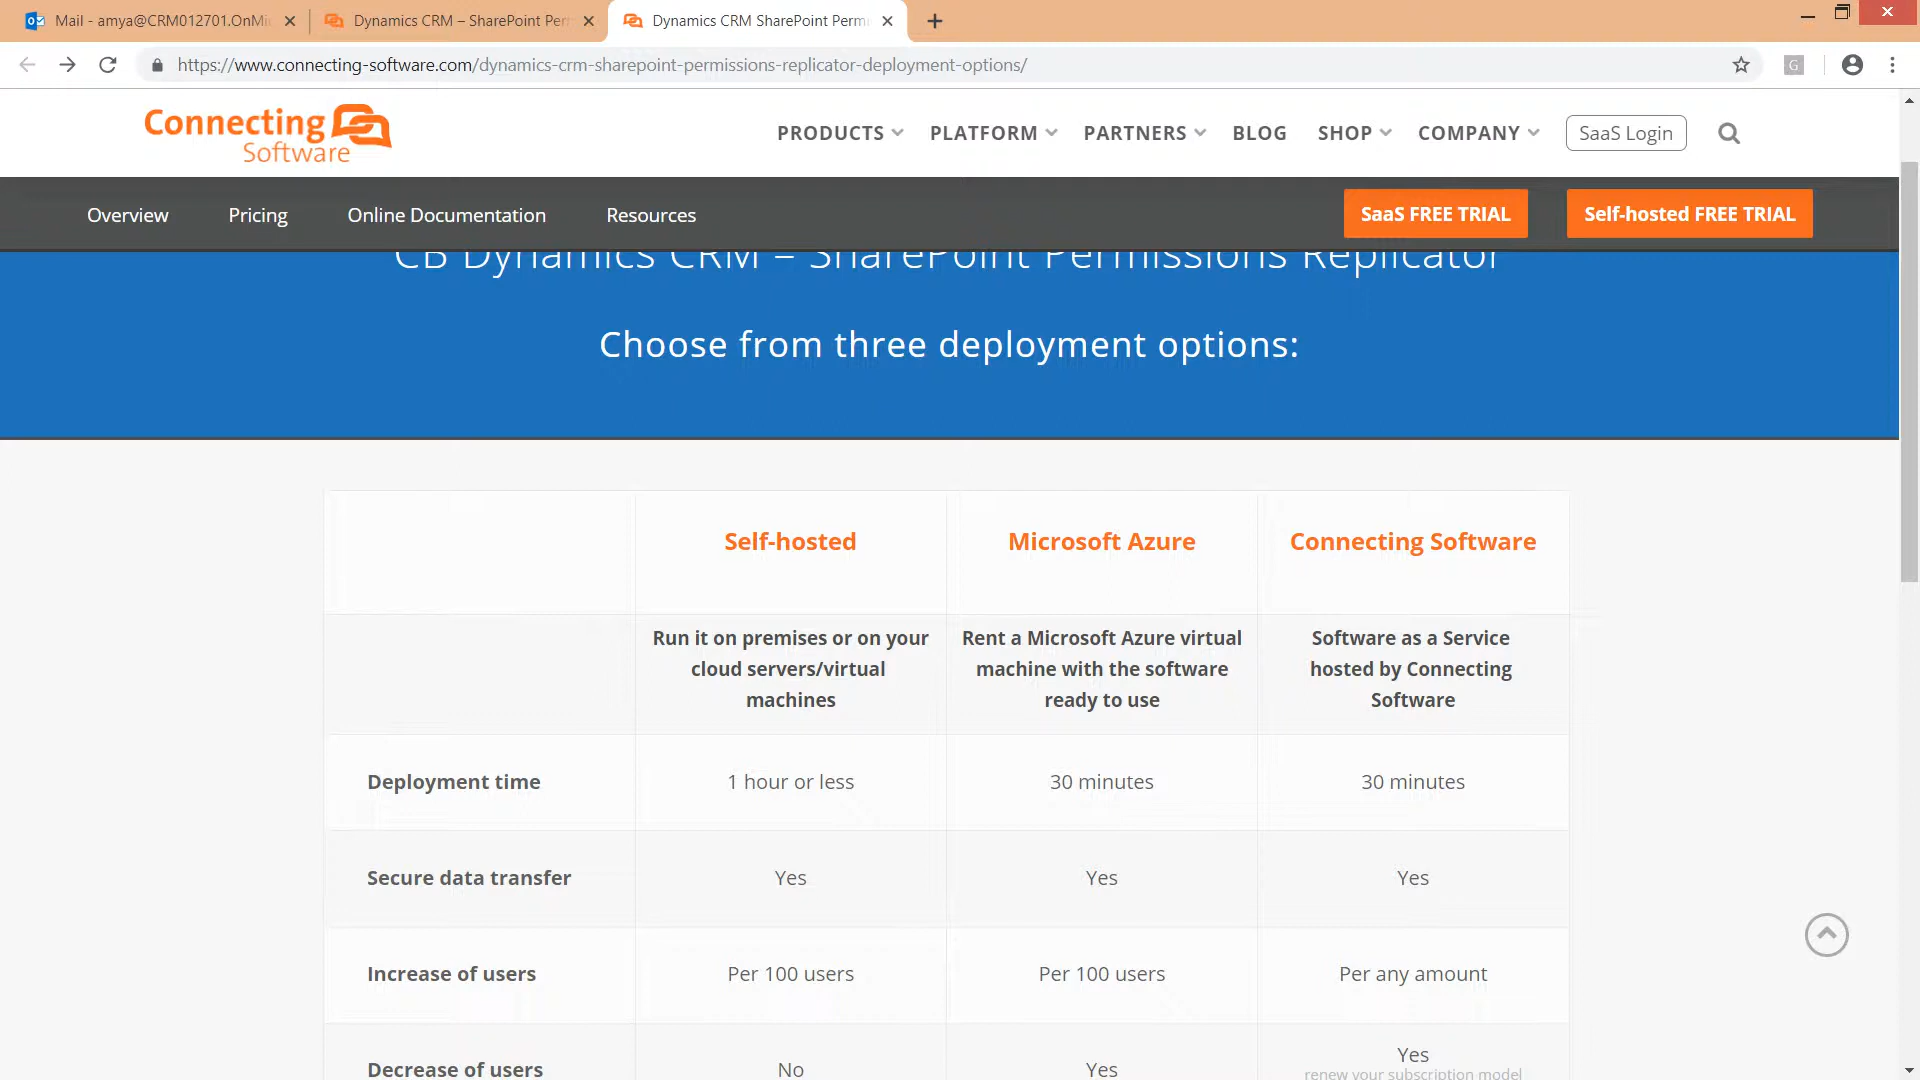 Mail - amya@CRM012701.OnMi
Dynamics CRM – SharePoint Per
Dynamics CRM SharePoint Perm
https://www.connecting-software.com/dynamics-crm-sharepoint-permissions-replicator-deployment-options/
G
Connecting
Software
PRODUCTS
PLATFORM
PARTNERS
BLOG
SHOP
COMPANY
SaaS Login
Overview
Pricing
Online Documentation
Resources
SaaS FREE TRIAL
Self-hosted FREE TRIAL
CB Dynamics CRM – SharePoint Permissions Replicator
Choose from three deployment options:
Self-hosted
Microsoft Azure
Connecting Software
Run it on premises or on your
cloud servers/virtual
machines
Rent a Microsoft Azure virtual
machine with the software
ready to use
Software as a Service
hosted by Connecting
Software
Deployment time
1 hour or less
30 minutes
30 minutes
Secure data transfer
Yes
Yes
Yes
Increase of users
Per 100 users
Per 100 users
Per any amount
Decrease of users
No
Yes
Yes
renew your subscription model